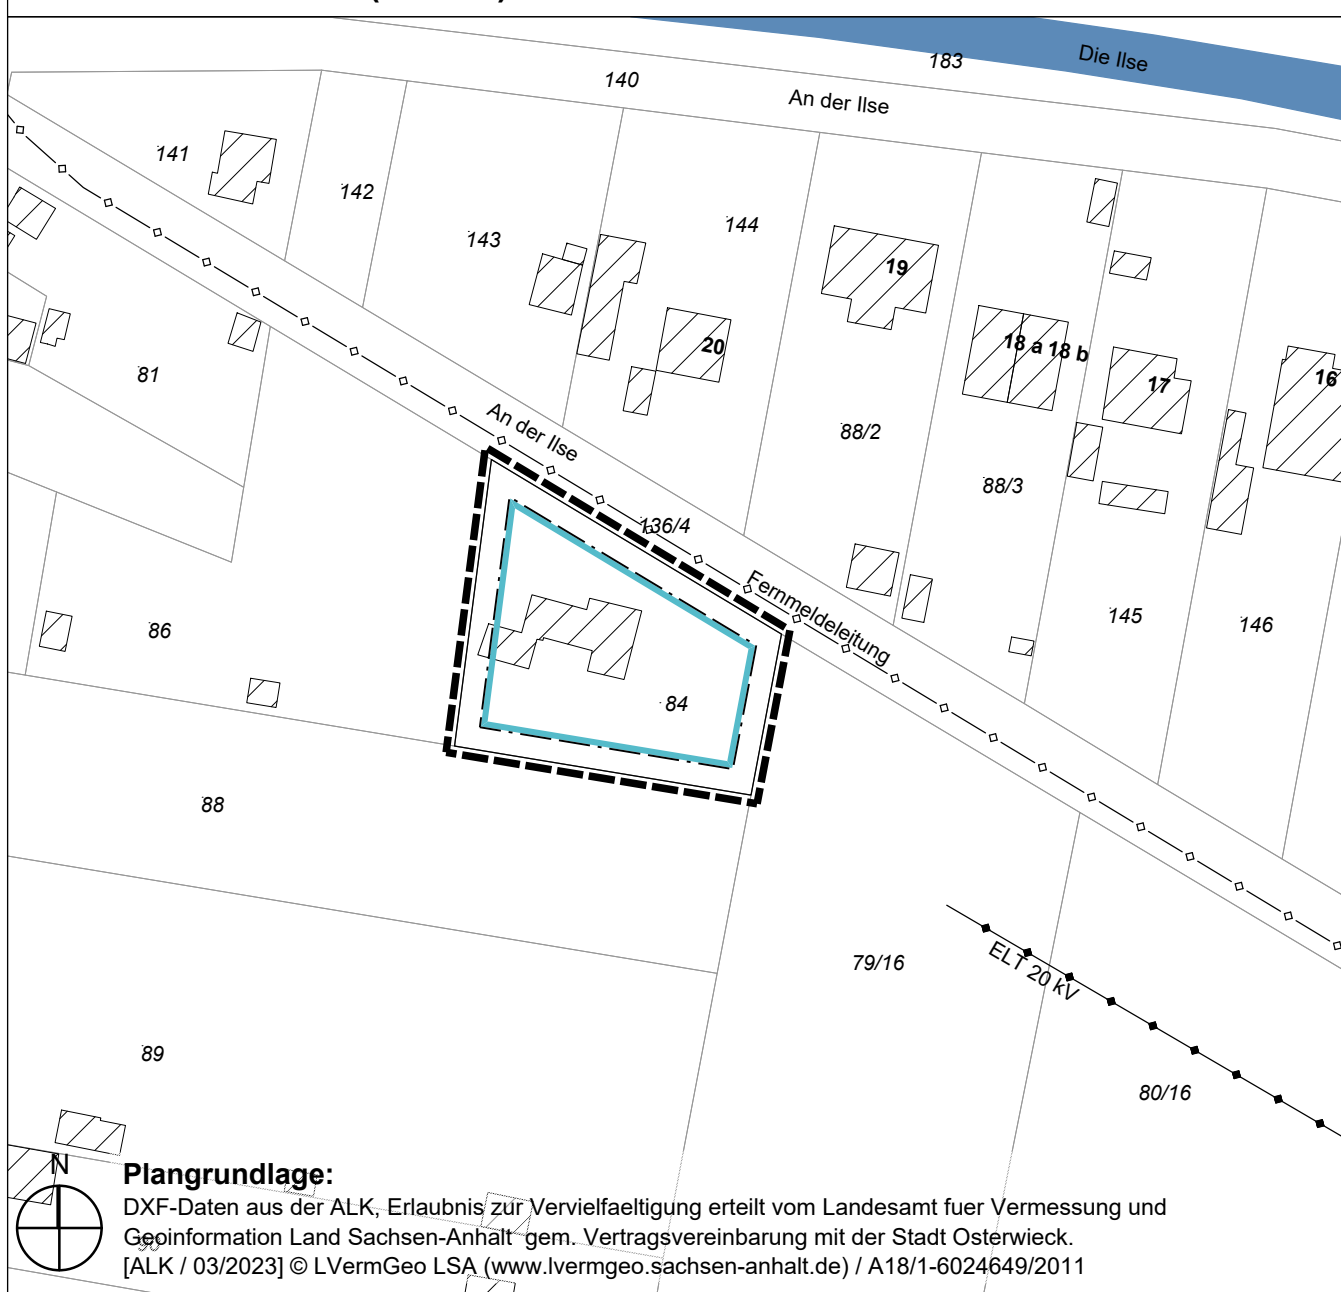 183
Die Ilse
140
An der Ilse
141
142
143
144
19
20
18 a 18 b
17
16
81
An der Ilse
88/2
88/3
136/4
Fernmeldeleitung
86
145
146
84
88
79/16
ELT 20 kV
89
80/16
N
Plangrundlage:
DXF-Daten aus der ALK, Erlaubnis zur Vervielfaeltigung erteilt vom Landesamt fuer Vermessung und
Geoinformation Land Sachsen-Anhalt gem. Vertragsvereinbarung mit der Stadt Osterwieck.
90
[ALK / 03/2023] © LVermGeo LSA (www.lvermgeo.sachsen-anhalt.de) / A18/1-6024649/2011